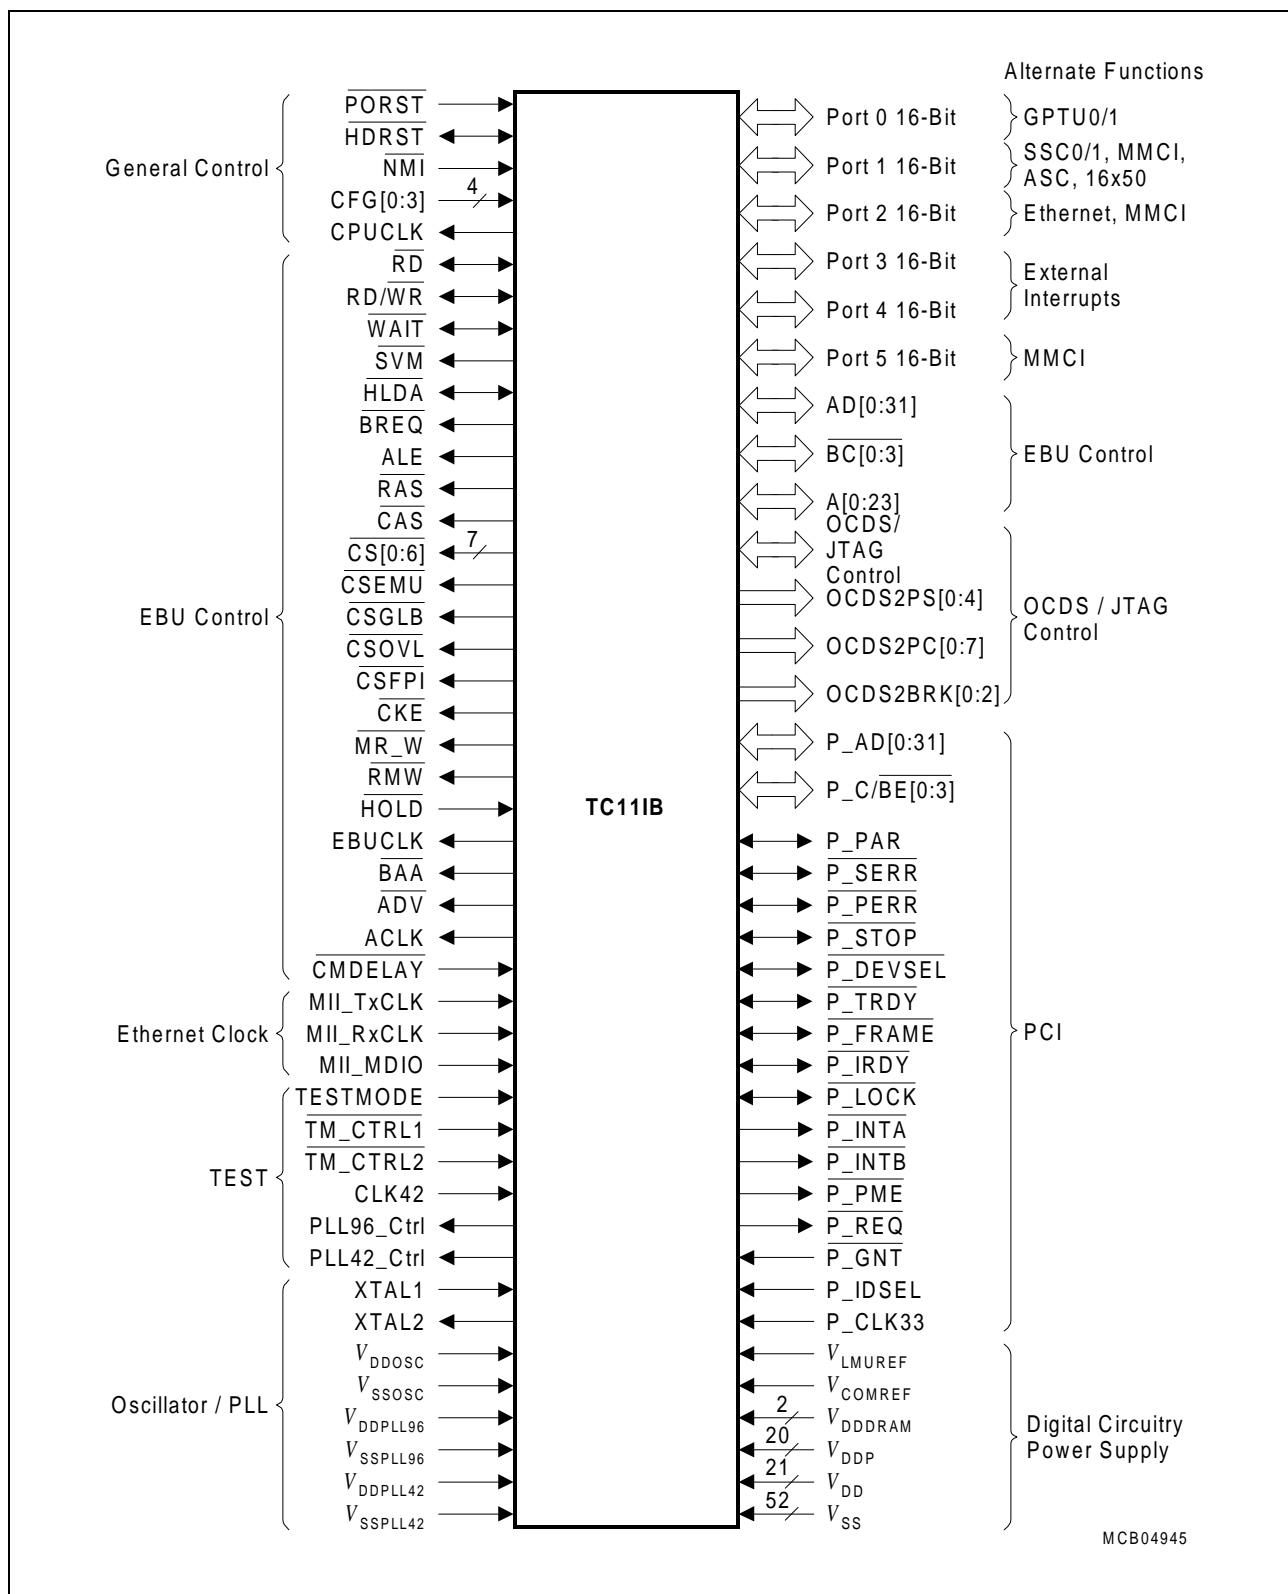 Alternate Functions
General Control
PORST
HDRST
NMI
CFG[0:3]
4
CPUCLK
EBU Control
RD
RD/WR
WAIT
SVM
HLDA
BREQ
ALE
RAS
CAS
CS[0:6]
7
CSEMU
CSGLB
CSOVL
CSFPI
CKE
MR_W
RMW
HOLD
EBUCLK
BAA
ADV
ACLK
CMDELAY
Ethernet Clock
MII_TxCLK
MII_RxCLK
MII_MDIO
TEST
TESTMODE
TM_CTRL1
TM_CTRL2
CLK42
PLL96_Ctrl
PLL42_Ctrl
Oscillator / PLL
XTAL1
XTAL2
VDDOSC
VSSOSC
VDDPLL96
VSSPLL96
VDDPLL42
VSSPLL42
TC11IB
Port 0 16-Bit
GPTU0/1
Port 1 16-Bit
SSC0/1, MMCI,
ASC, 16x50
Port 2 16-Bit
Ethernet, MMCI
Port 3 16-Bit
Port 4 16-Bit
External
Interrupts
Port 5 16-Bit
MMCI
AD[0:31]
BC[0:3]
A[0:23]
EBU Control
OCDS/
JTAG
Control
OCDS2PS[0:4]
OCDS2PC[0:7]
OCDS2BRK[0:2]
OCDS / JTAG
Control
P_AD[0:31]
P_C/BE[0:3]
P_PAR
P_SERR
P_PERR
P_STOP
P_DEVSEL
P_TRDY
P_FRAME
P_IRDY
P_LOCK
P_INTA
P_INTB
P_PME
P_REQ
P_GNT
P_IDSEL
P_CLK33
PCI
VLMUREF
VCOMREF
2
VDDDRAM
20
VDDP
21
VDD
52
VSS
Digital Circuitry
Power Supply
MCB04945